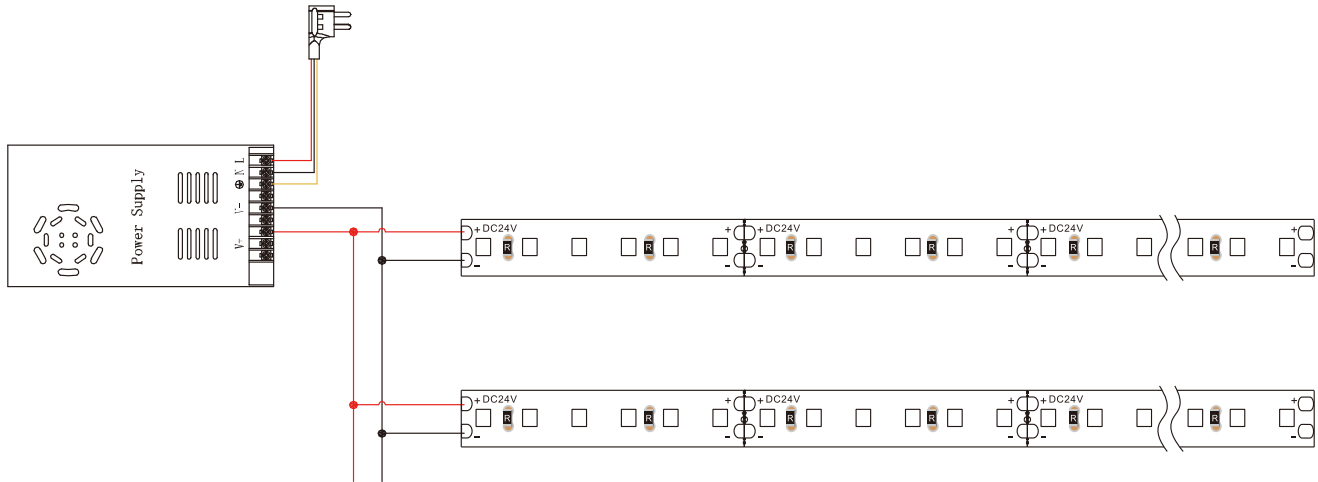 Power Supply
L
N
V-
V+
+ DC24V + + DC24V + + DC24V +
R R R R R R
- - - - - -
+ DC24V + + DC24V + + DC24V +
R R R R R R
- - - - - -